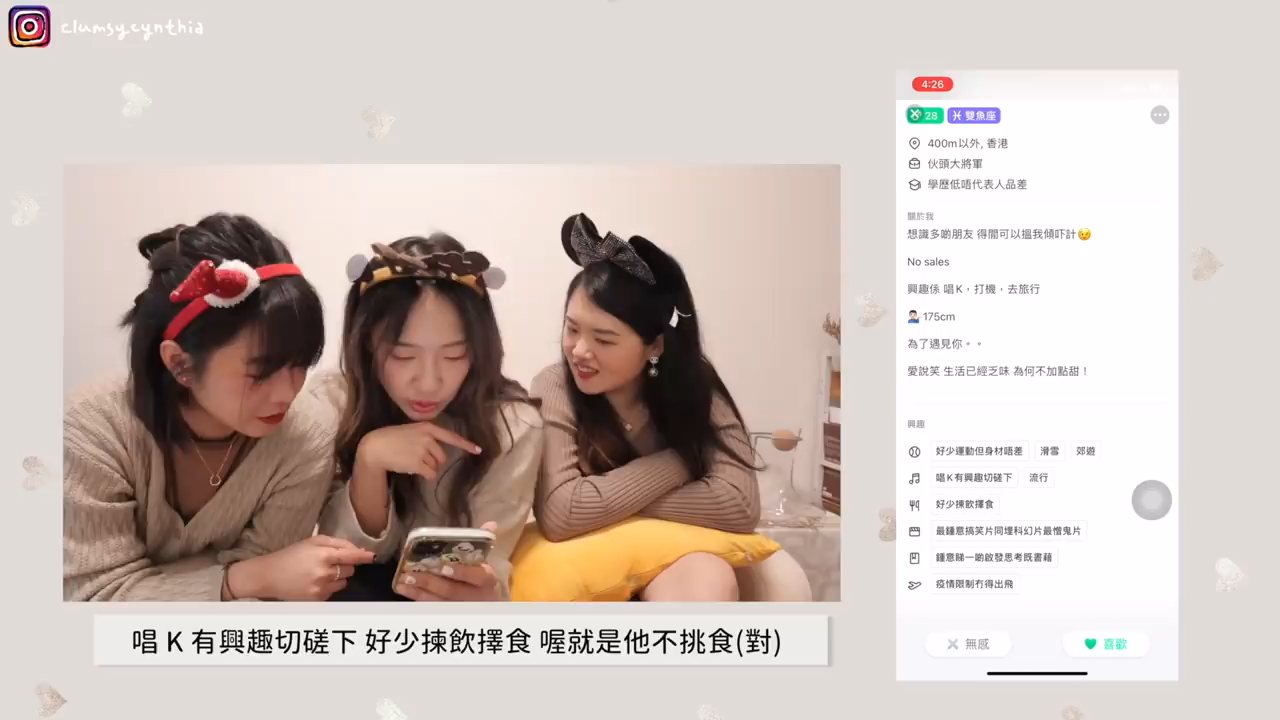 clumsy.cynthia
4:26
28 雙魚座
400m以外, 香港
伙頭大將軍
學歷低唔代表人品差
關於我
想識多啲朋友 得閒可以搵我傾吓計😉
No sales
興趣係 唱K，打機，去旅行
💁🏻‍♂️ 175cm
為了遇見你。。
愛說笑 生活已經乏味 為何不加點甜！
興趣
好少運動但身材唔差 滑雪 郊遊
唱K有興趣切磋下 流行
好少揀飲擇食
最鍾意搞笑片同埋科幻片最憎鬼片
鍾意睇一啲啟發思考既書藉
疫情限制冇得出飛
無感 喜歡
唱 K 有興趣切磋下 好少揀飲擇食 喔就是他不挑食(對)